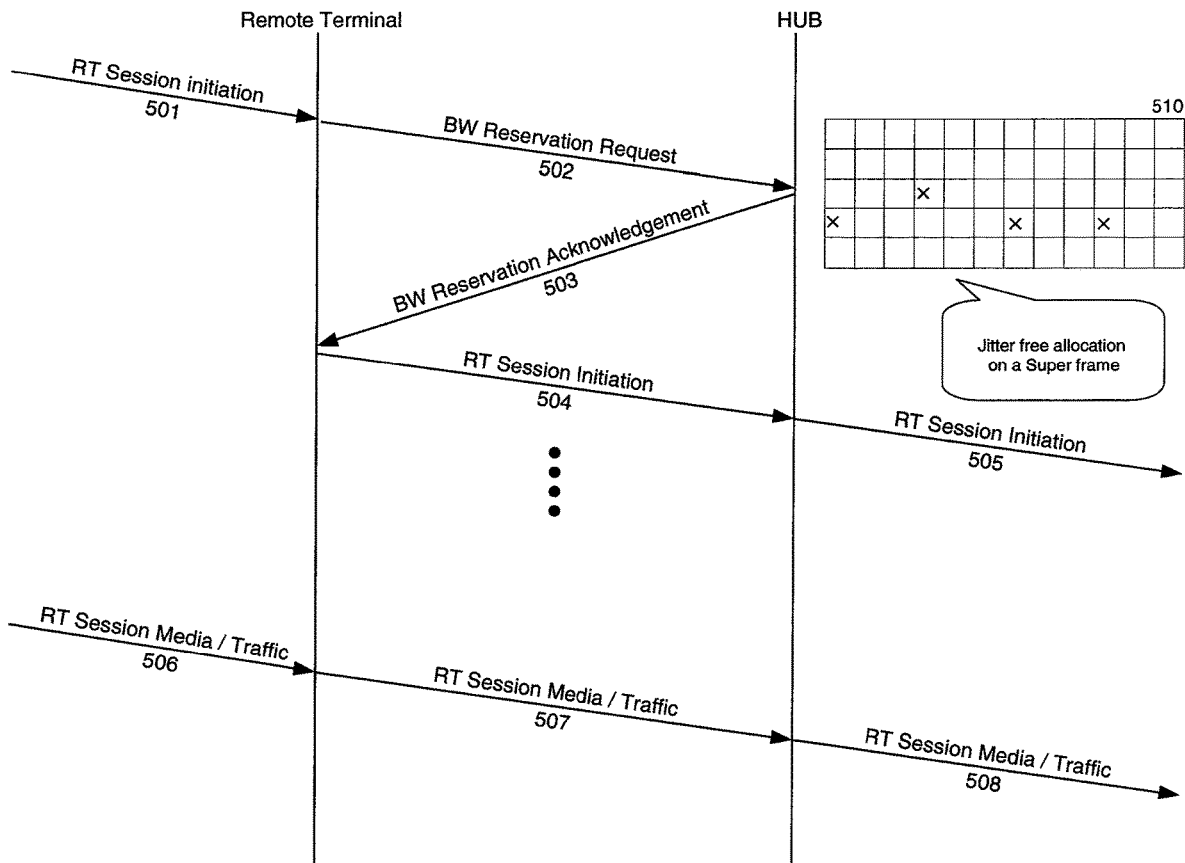 Remote Terminal
HUB
RT Session initiation
501
BW Reservation Request
502
510
×
×
×
×
BW Reservation Acknowledgement
503
Jitter free allocation
on a Super frame
RT Session Initiation
504
RT Session Initiation
505
RT Session Media / Traffic
506
RT Session Media / Traffic
507
RT Session Media / Traffic
508